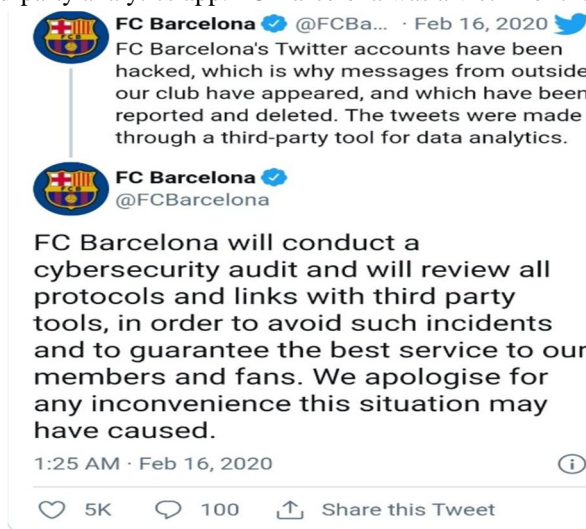 FC Barcelona @FCBa... · Feb 16, 2020
FC Barcelona's Twitter accounts have been
hacked, which is why messages from outside
our club have appeared, and which have been
reported and deleted. The tweets were made
through a third-party tool for data analytics.
FC Barcelona
@FCBarcelona
FC Barcelona will conduct a
cybersecurity audit and will review all
protocols and links with third party
tools, in order to avoid such incidents
and to guarantee the best service to our
members and fans. We apologise for
any inconvenience this situation may
have caused.
1:25 AM · Feb 16, 2020
5K 100 Share this Tweet